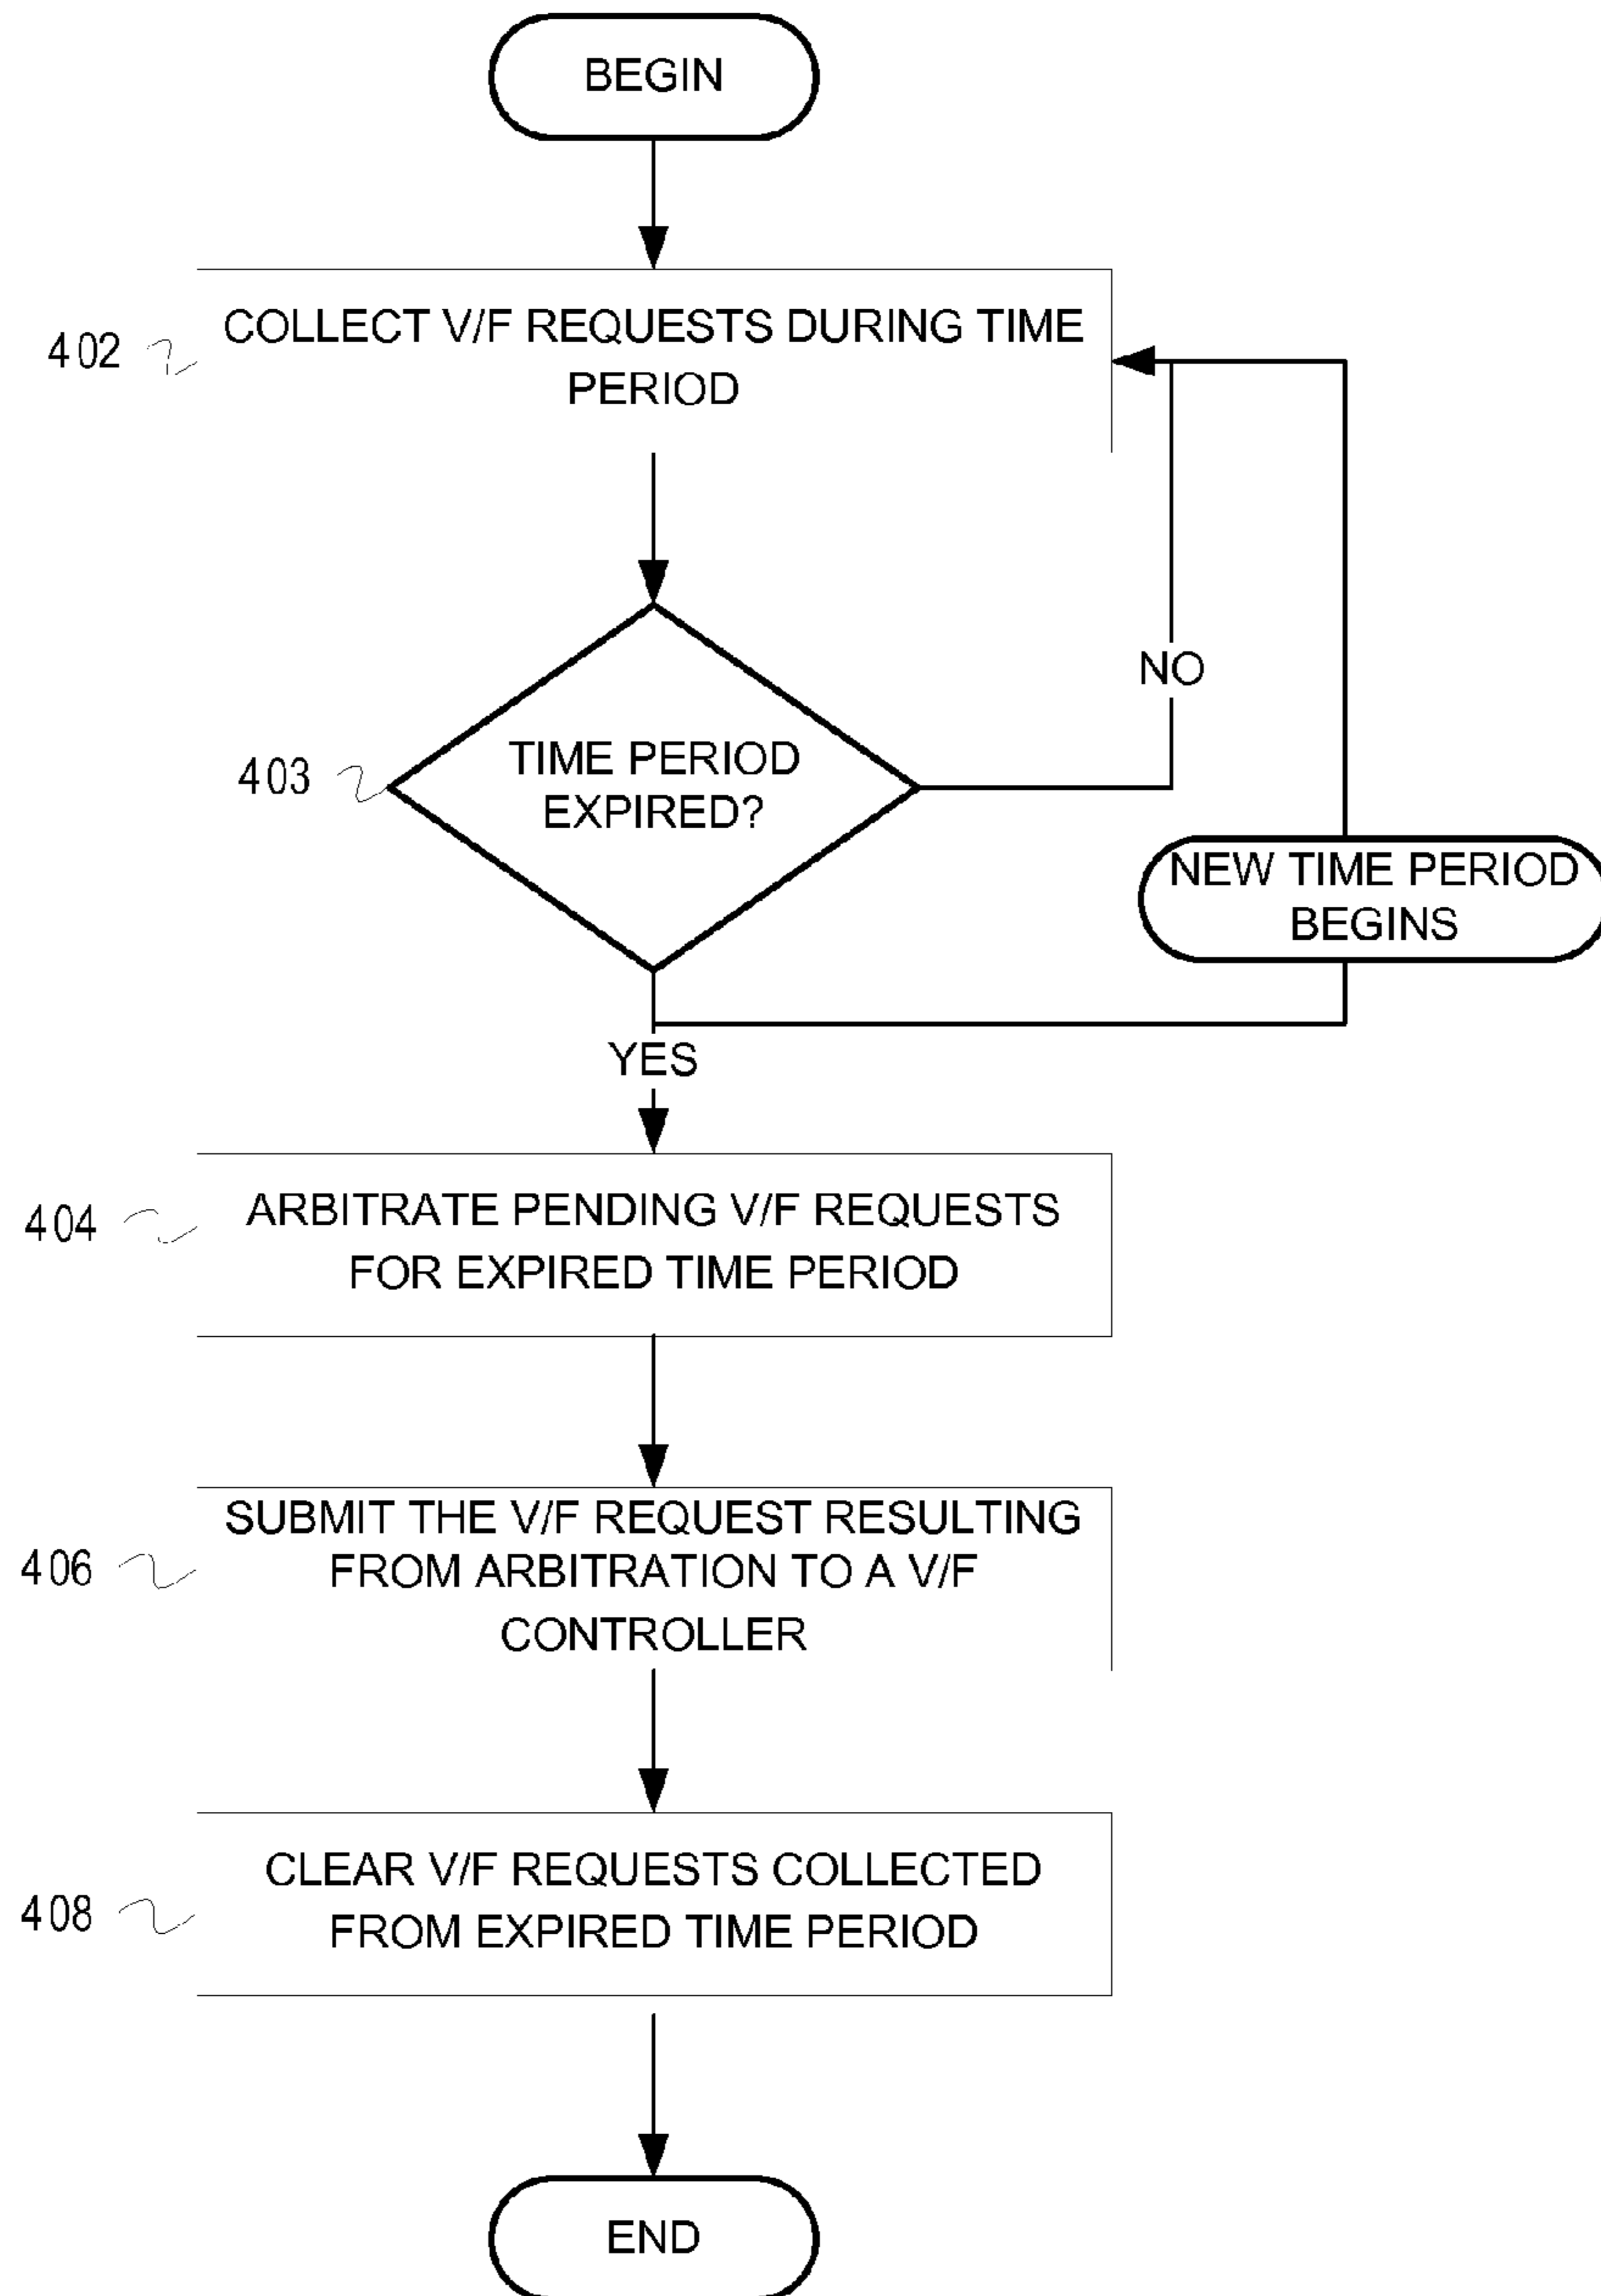 BEGIN
402
COLLECT V/F REQUESTS DURING TIME
PERIOD
NO
403
TIME PERIOD
EXPIRED?
NEW TIME PERIOD
BEGINS
YES
404
ARBITRATE PENDING V/F REQUESTS
FOR EXPIRED TIME PERIOD
406
SUBMIT THE V/F REQUEST RESULTING
FROM ARBITRATION TO A V/F
CONTROLLER
408
CLEAR V/F REQUESTS COLLECTED
FROM EXPIRED TIME PERIOD
END